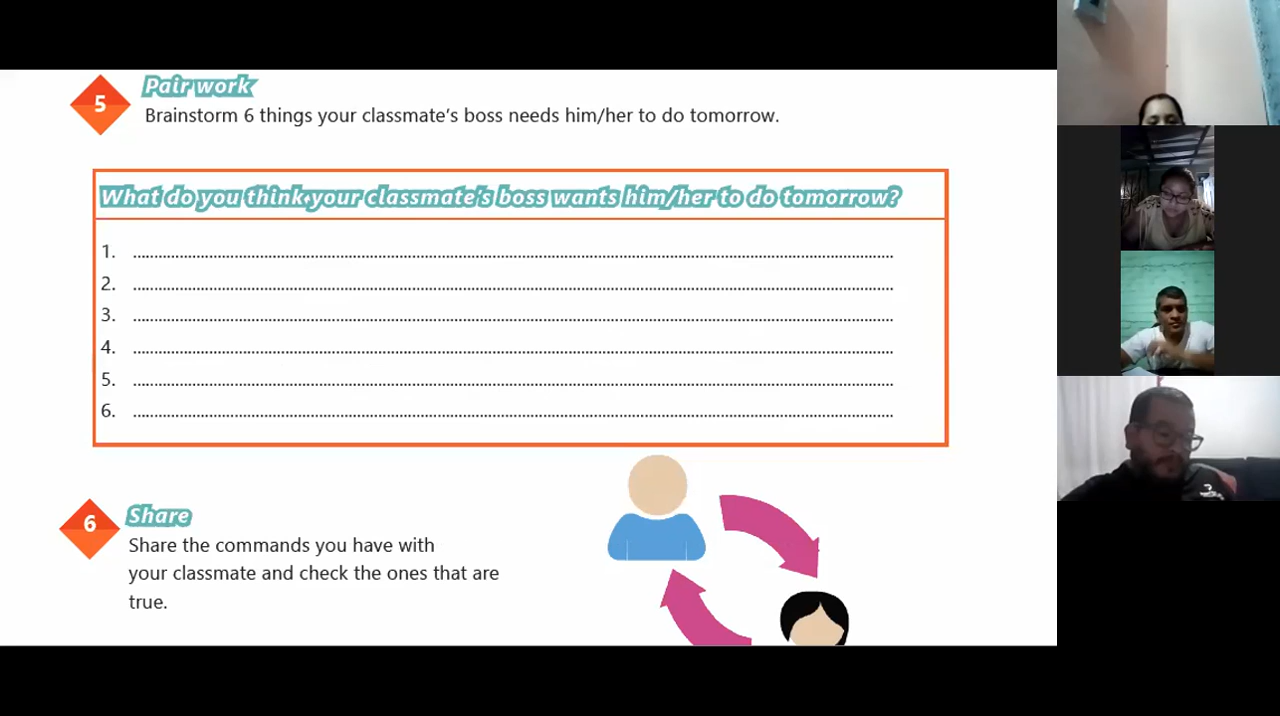 5
Pair work
Brainstorm 6 things your classmate's boss needs him/her to do tomorrow.
What do you think your classmate's boss wants him/her to do tomorrow?
1. ........................................................................
2. ........................................................................
3. ........................................................................
4. ........................................................................
5. ........................................................................
6. ........................................................................
6
Share
Share the commands you have with
your classmate and check the ones that are
true.